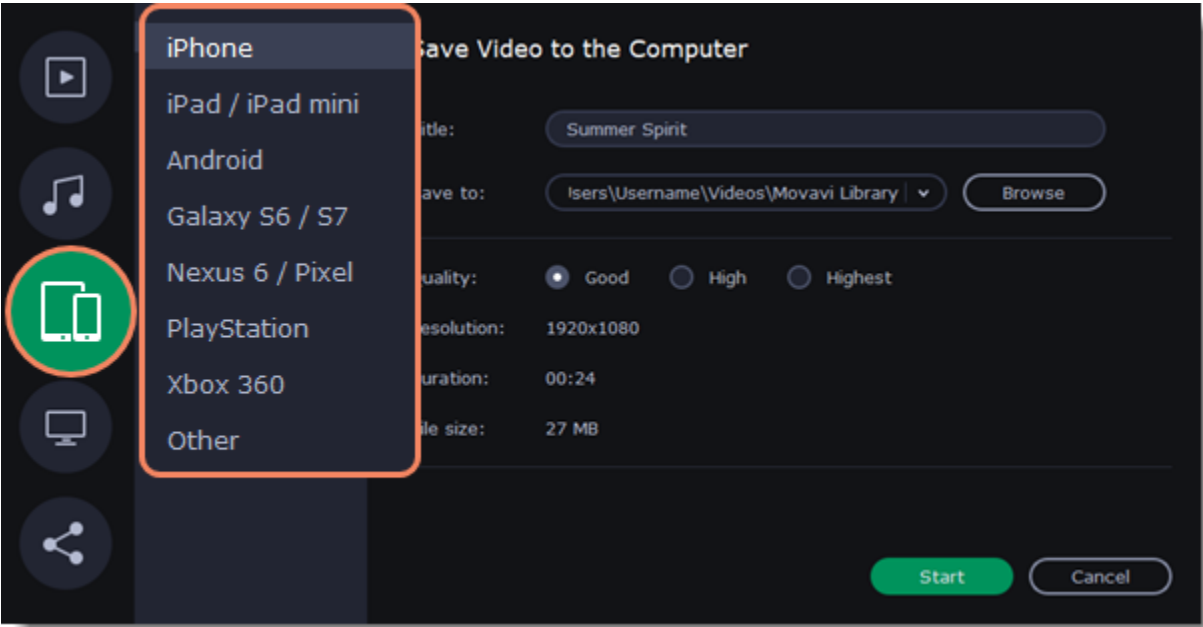 iPhone
iPad / iPad mini
Android
Galaxy S6 / S7
Nexus 6 / Pixel
PlayStation
Xbox 360
Other
Save Video to the Computer
itle:
Summer Spirit
ave to:
sers\Username\Videos\Movavi Library
Browse
uality:
Good
High
Highest
esolution:
1920x1080
uration:
00:24
ile size:
27 MB
Start
Cancel